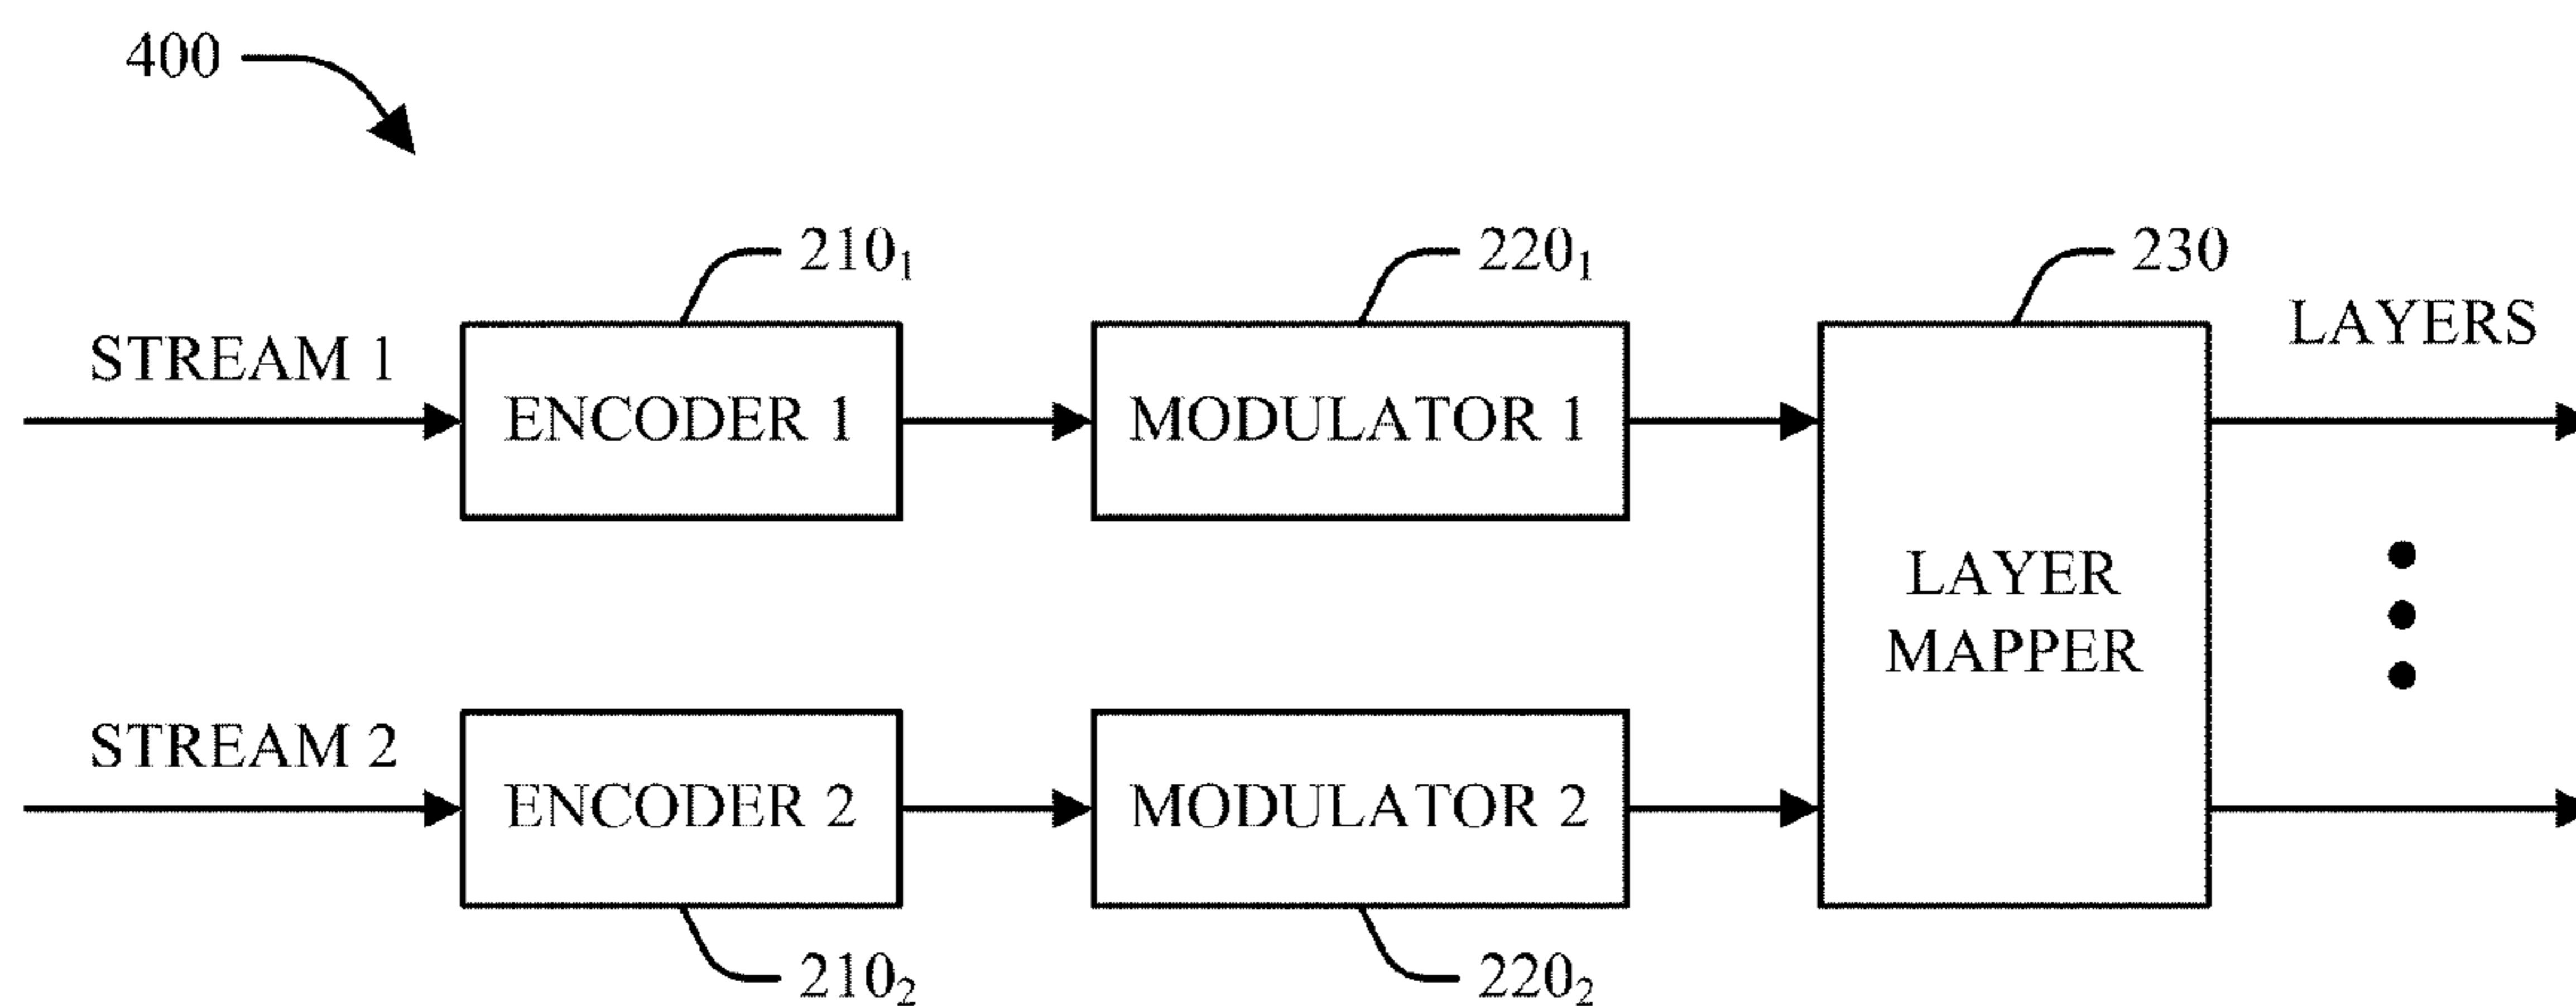 400
210₁
220₁
230
STREAM 1
LAYERS
ENCODER 1
MODULATOR 1
LAYER
MAPPER
STREAM 2
ENCODER 2
MODULATOR 2
210₂
220₂